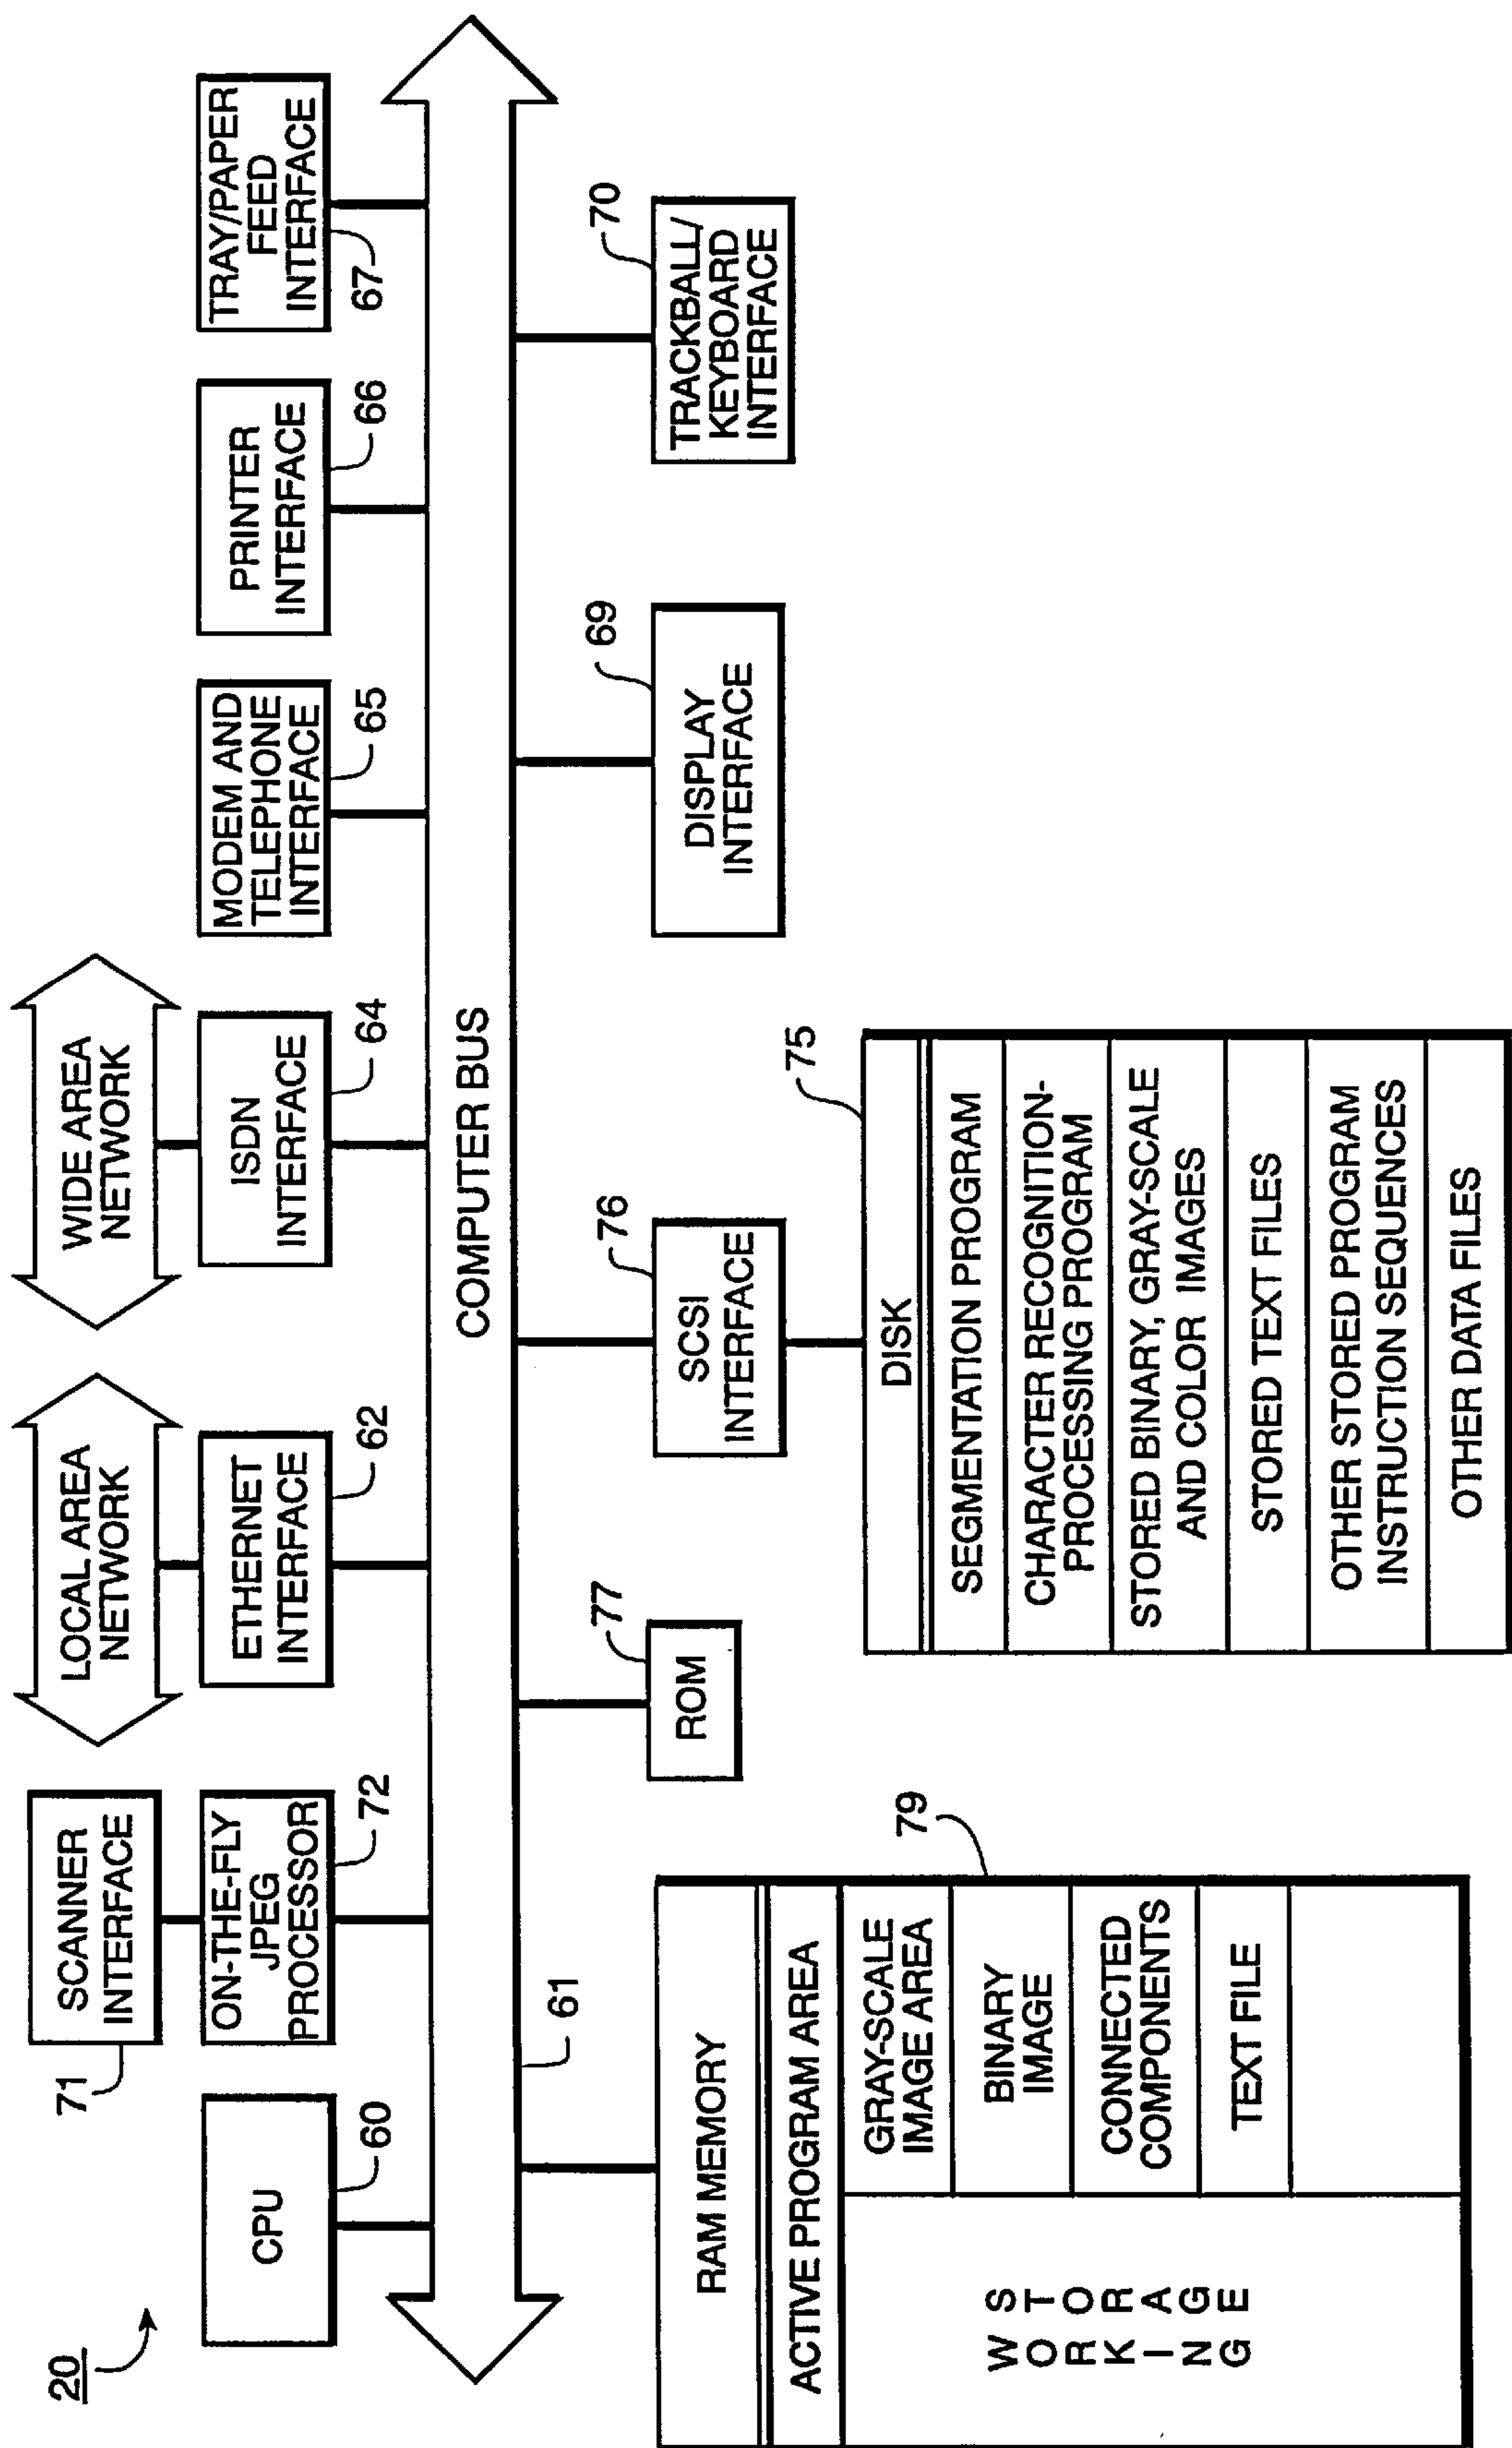 20
SCANNER
INTERFACE
71
LOCAL AREA
NETWORK
WIDE AREA
NETWORK
CPU
60
ON-THE-FLY
JPEG
PROCESSOR
72
ETHERNET
INTERFACE
62
ISDN
INTERFACE
64
MODEM AND
TELEPHONE
INTERFACE
65
PRINTER
INTERFACE
66
TRAY/PAPER
FEED
INTERFACE
67
COMPUTER BUS
61
RAM MEMORY
ACTIVE PROGRAM AREA
WORKING
STORAGE
GRAY-SCALE
IMAGE AREA
BINARY
IMAGE
CONNECTED
COMPONENTS
TEXT FILE
79
ROM
77
SCSI
INTERFACE
76
DISK
75
SEGMENTATION PROGRAM
CHARACTER RECOGNITION-
PROCESSING PROGRAM
STORED BINARY, GRAY-SCALE
AND COLOR IMAGES
STORED TEXT FILES
OTHER STORED PROGRAM
INSTRUCTION SEQUENCES
OTHER DATA FILES
DISPLAY
INTERFACE
69
TRACKBALL/
KEYBOARD
INTERFACE
70